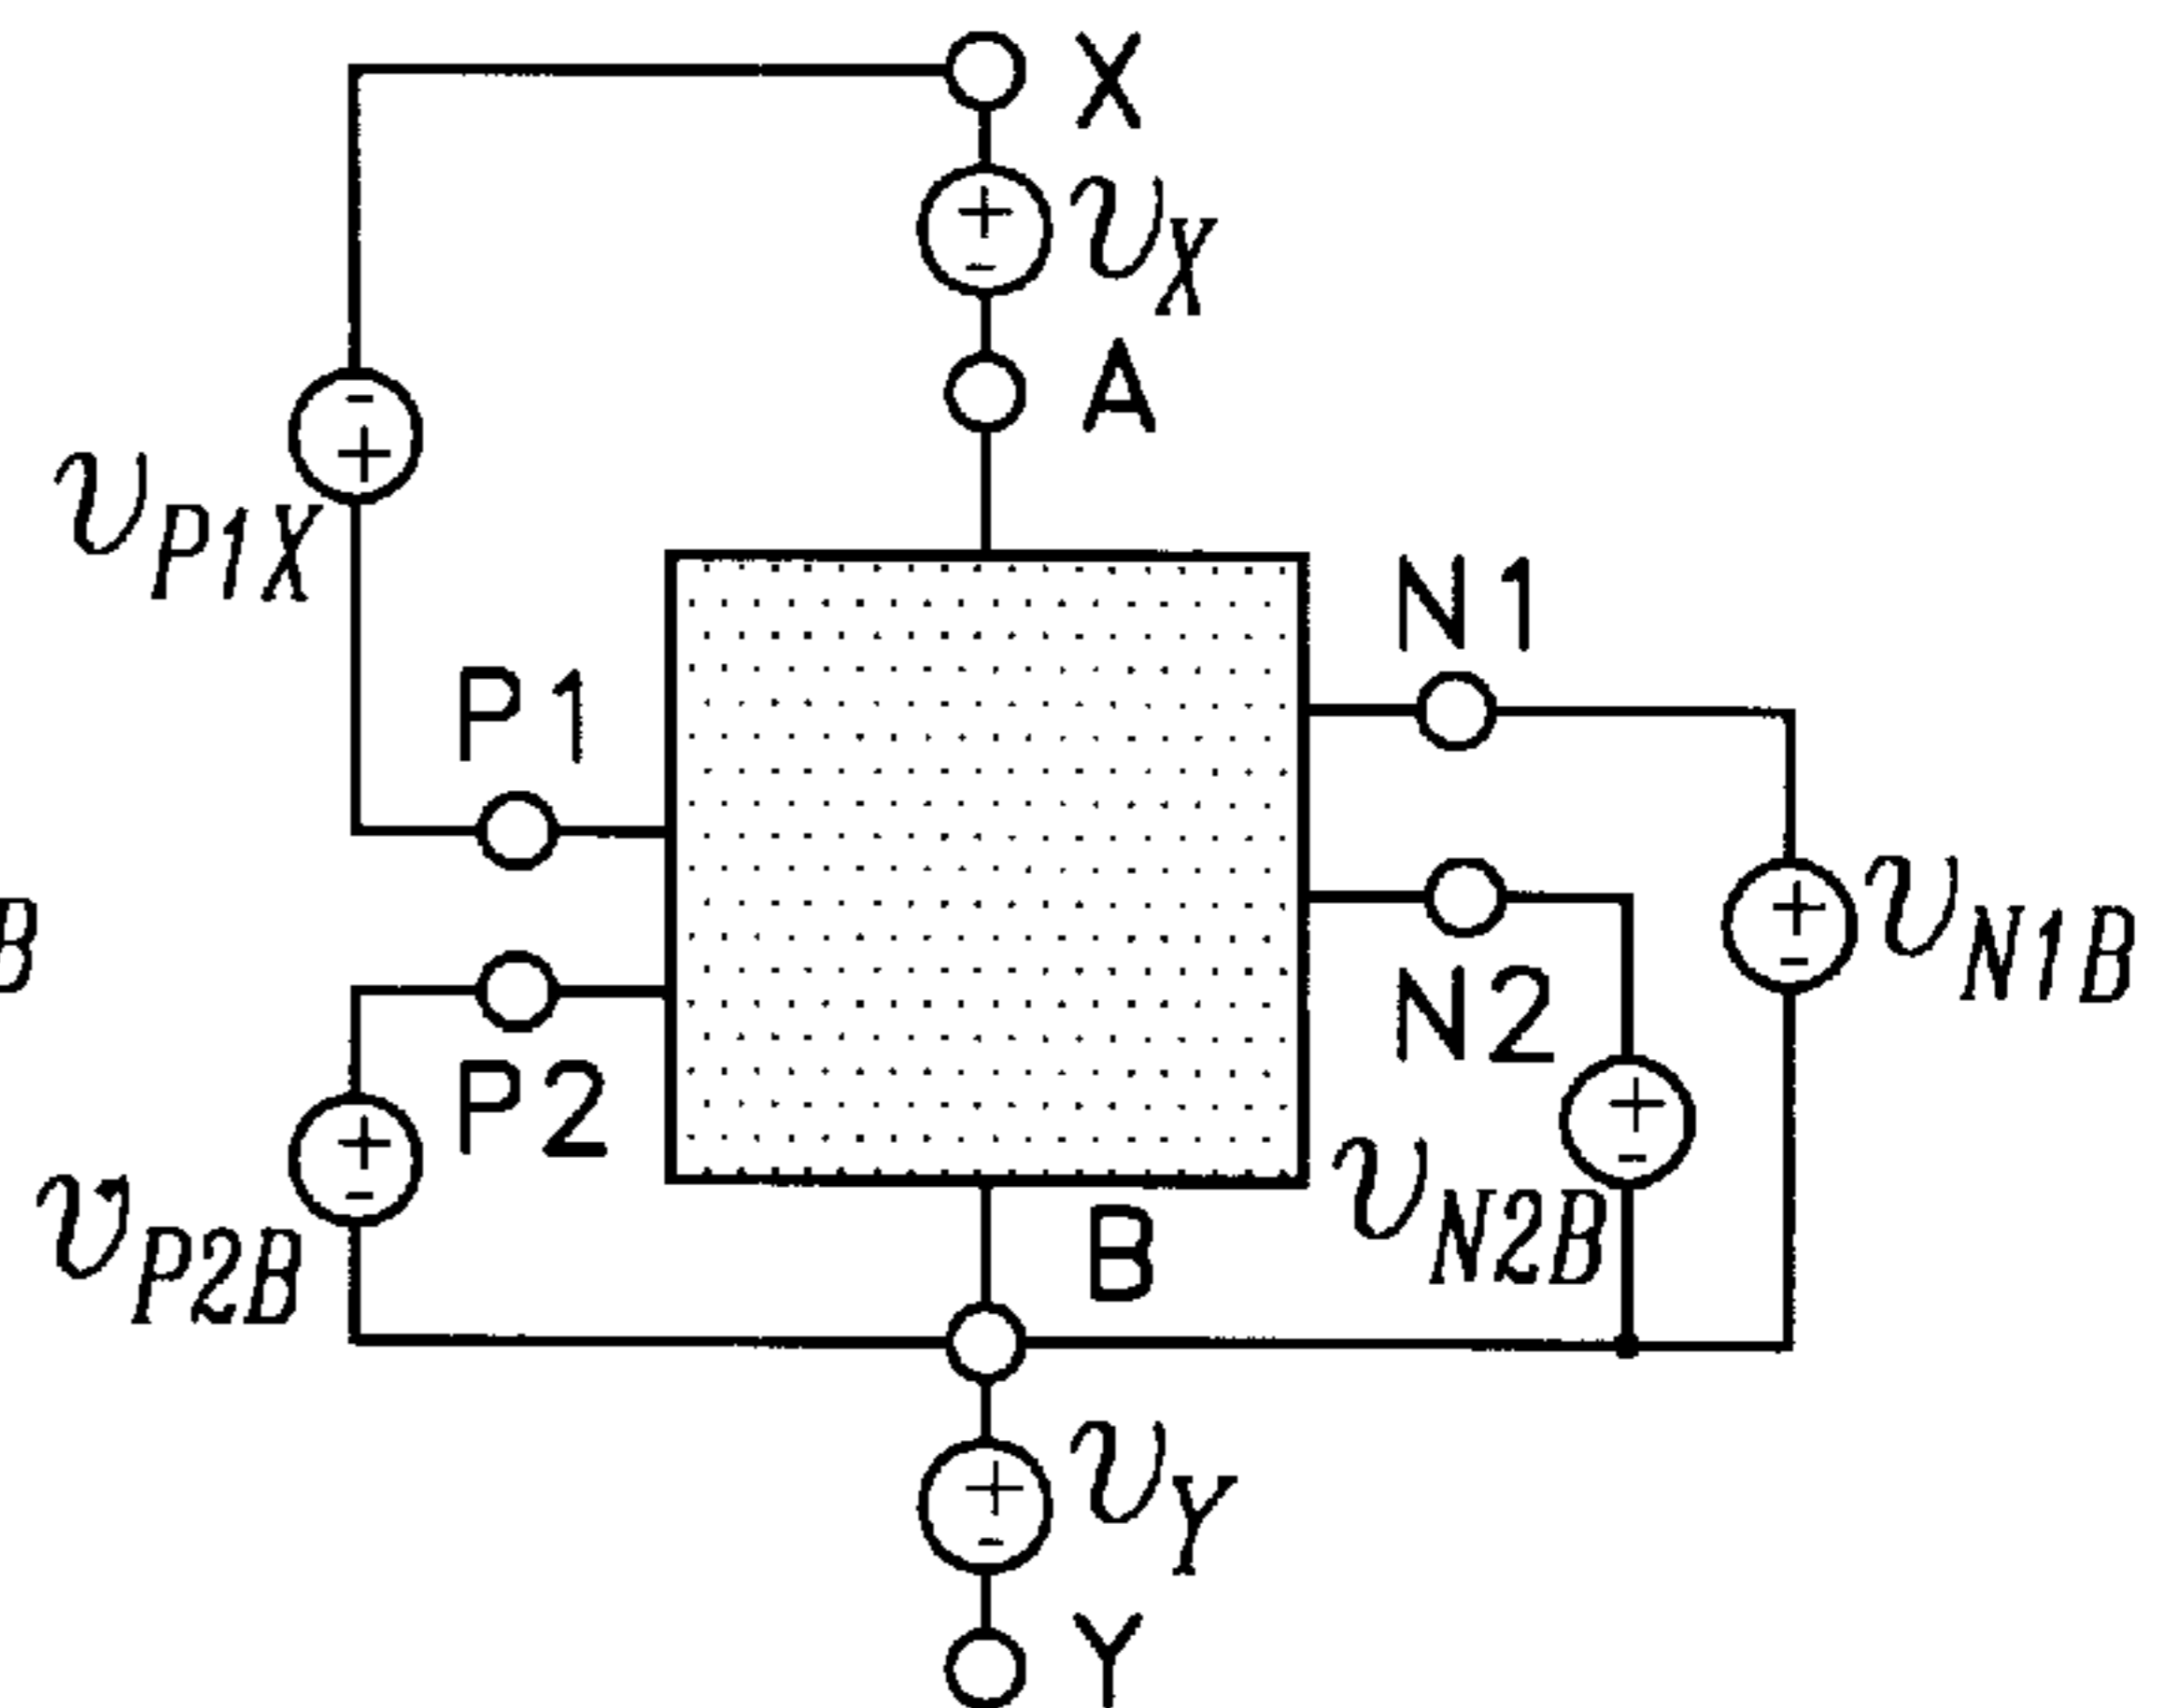 X
+
-
v_X
A
-
+
v_P1X
N1
P1
+
-
v_N1B
B
N2
P2
+
-
v_N2B
+
-
v_P2B
B
+
-
v_Y
Y